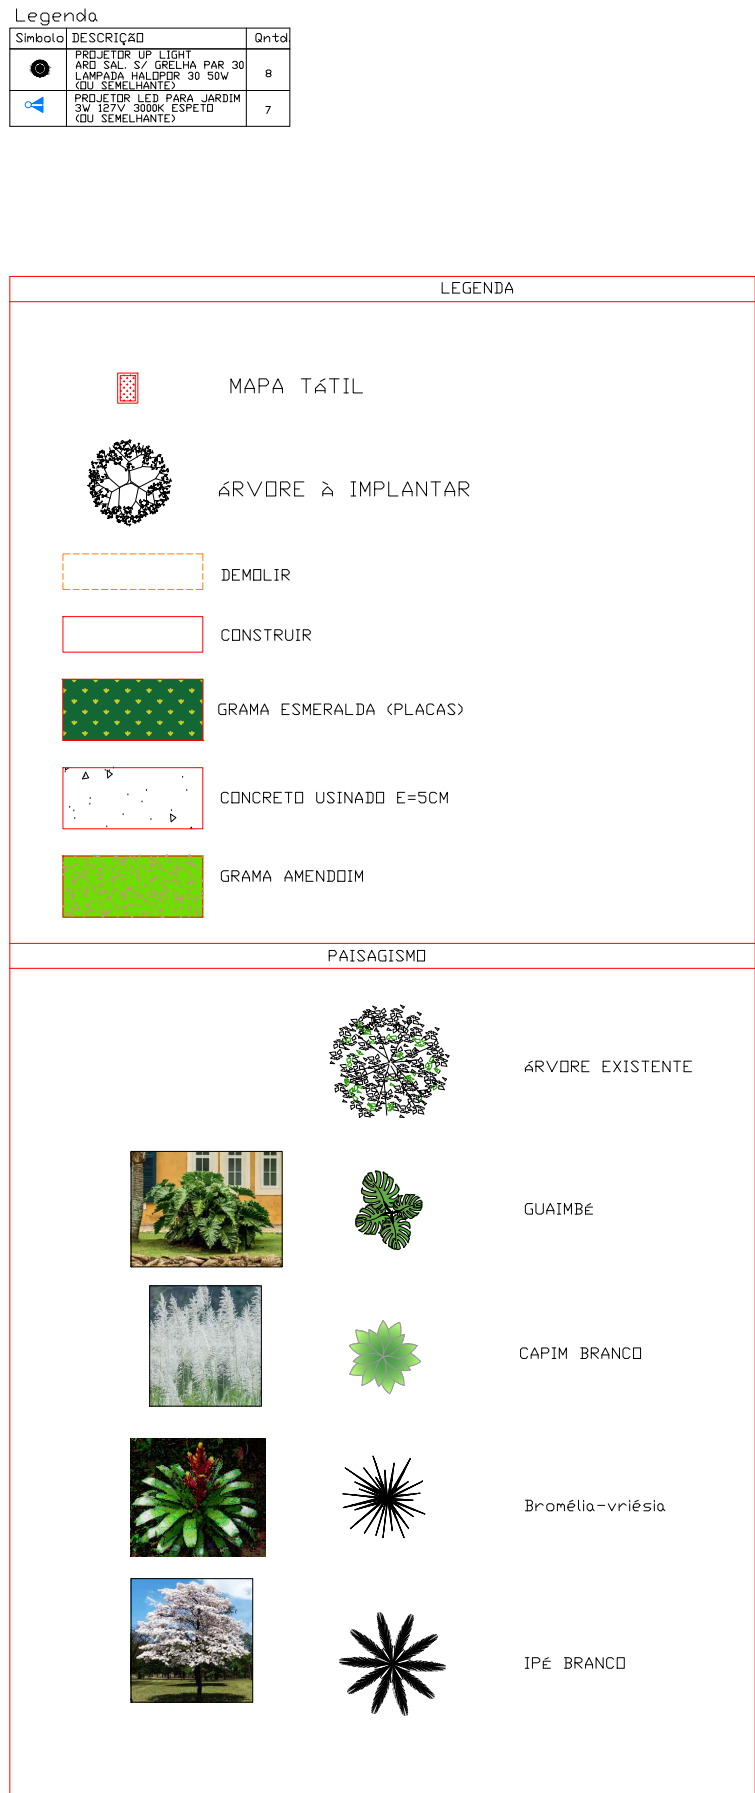 Legenda
Símbolo DESCRIÇÃO Qntd.
PROJETOR UP LIGHT
ARO SAL. S/ GRELHA PAR 30
LAMPADA HALOPOR 30 50W
(OU SEMELHANTE)
8
PROJETOR LED PARA JARDIM
3W 127V 3000K ESPETO
(OU SEMELHANTE)
7
LEGENDA
MAPA TáTIL
áRVORE À IMPLANTAR
DEMOLIR
CONSTRUIR
GRAMA ESMERALDA (PLACAS)
CONCRETO USINADO E=5CM
GRAMA AMENDOIM
PAISAGISMO
áRVORE EXISTENTE
GUAIMBÉ
CAPIM BRANCO
Bromélia-vriésia
IPÉ BRANCO